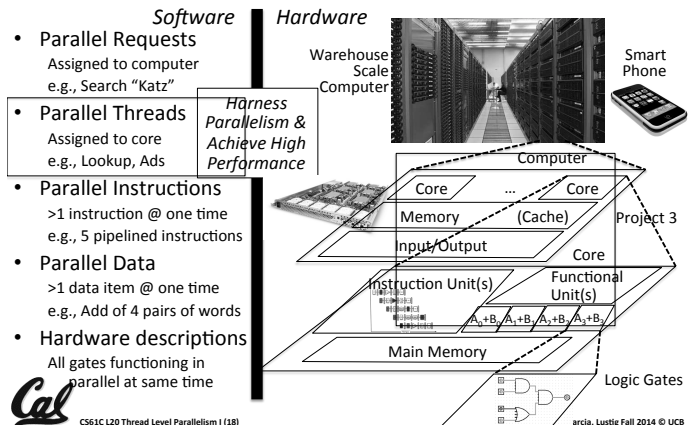 Software
Hardware
• Parallel Requests
Assigned to computer
e.g., Search “Katz”
• Parallel Threads
Assigned to core
e.g., Lookup, Ads
• Parallel Instructions
>1 instruction @ one time
e.g., 5 pipelined instructions
• Parallel Data
>1 data item @ one time
e.g., Add of 4 pairs of words
• Hardware descriptions
All gates functioning in
parallel at same time
Harness
Parallelism &
Achieve High
Performance
Warehouse
Scale
Computer
Smart
Phone
Computer
Core
...
Core
Memory
(Cache)
Input/Output
Project 3
Core
Instruction Unit(s)
Functional
Unit(s)
A0+B0 A1+B1 A2+B2 A3+B3
Main Memory
Logic Gates
Cal
CS61C L20 Thread Level Parallelism I (18)
arcia, Lustig Fall 2014 © UCB